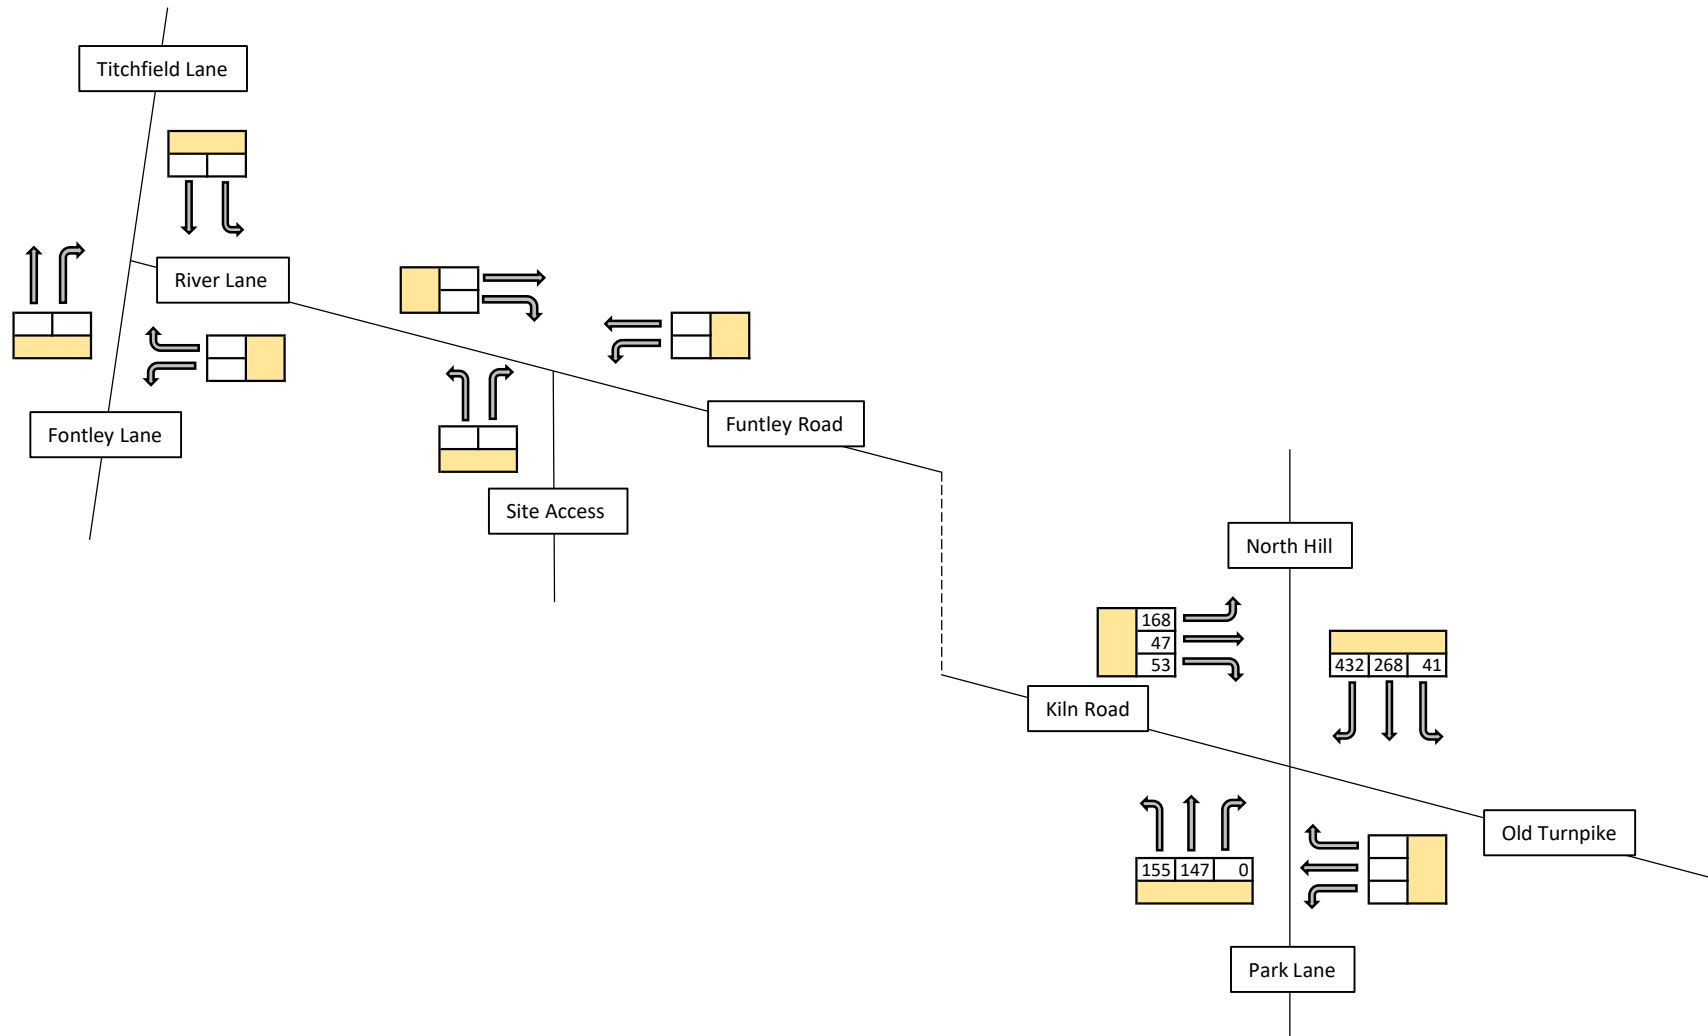 Titchfield Lane
River Lane
Fontley Lane
Funtley Road
Site Access
North Hill
168
47
53
432 268 41
Kiln Road
Old Turnpike
155 147 0
Park Lane